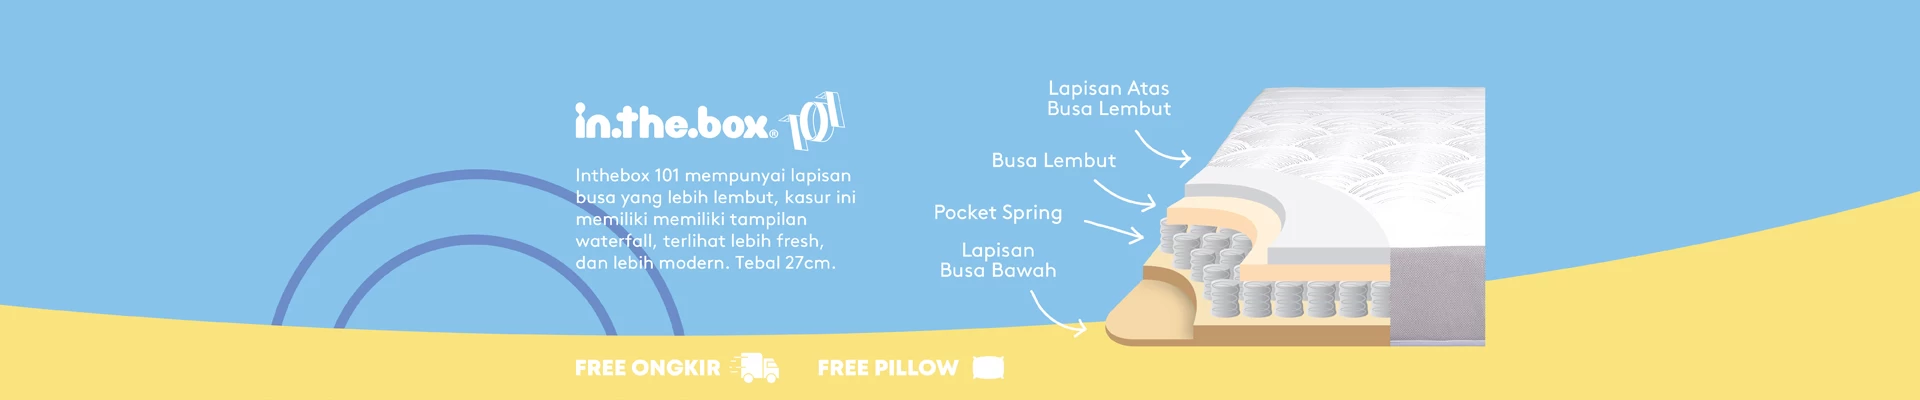 in.the.box® 101
Inthebox 101 mempunyai lapisan
busa yang lebih lembut, kasur ini
memiliki memiliki tampilan
waterfall, terlihat lebih fresh,
dan lebih modern. Tebal 27cm.
Lapisan Atas
Busa Lembut
Busa Lembut
Pocket Spring
Lapisan
Busa Bawah
FREE ONGKIR
FREE PILLOW